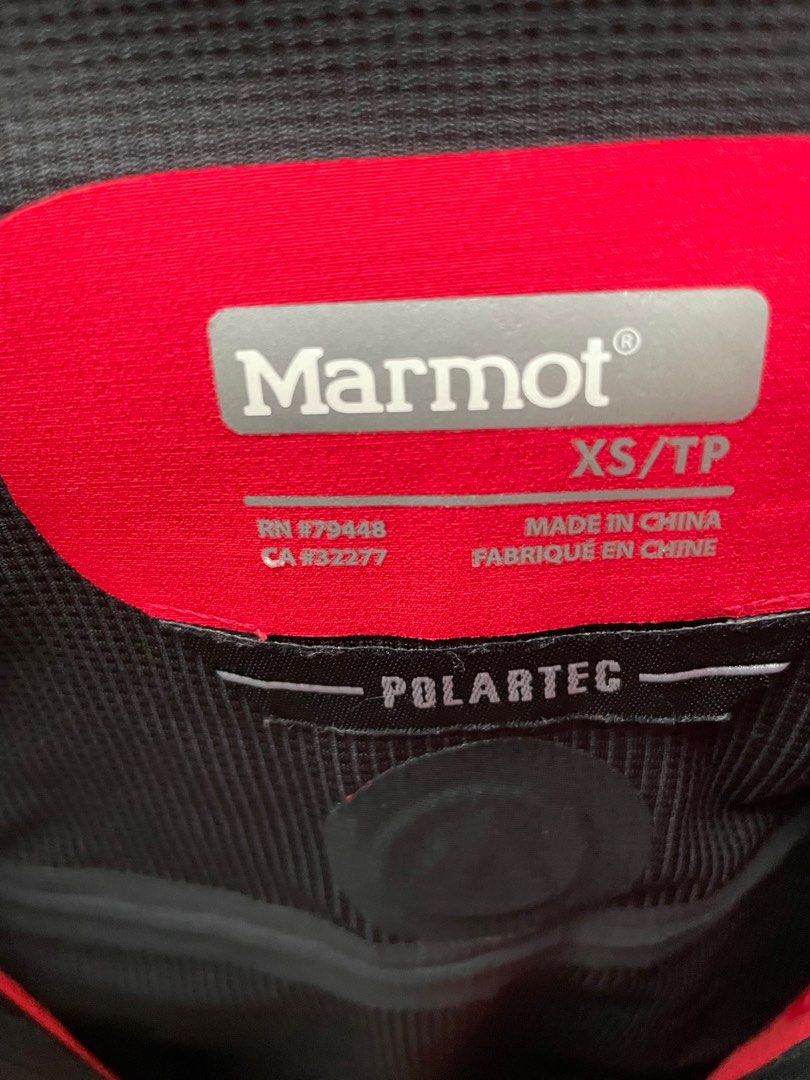 Marmot®
XS/TP
RN #79448
CA #32277
MADE IN CHINA
FABRIQUÉ EN CHINE
POLARTEC